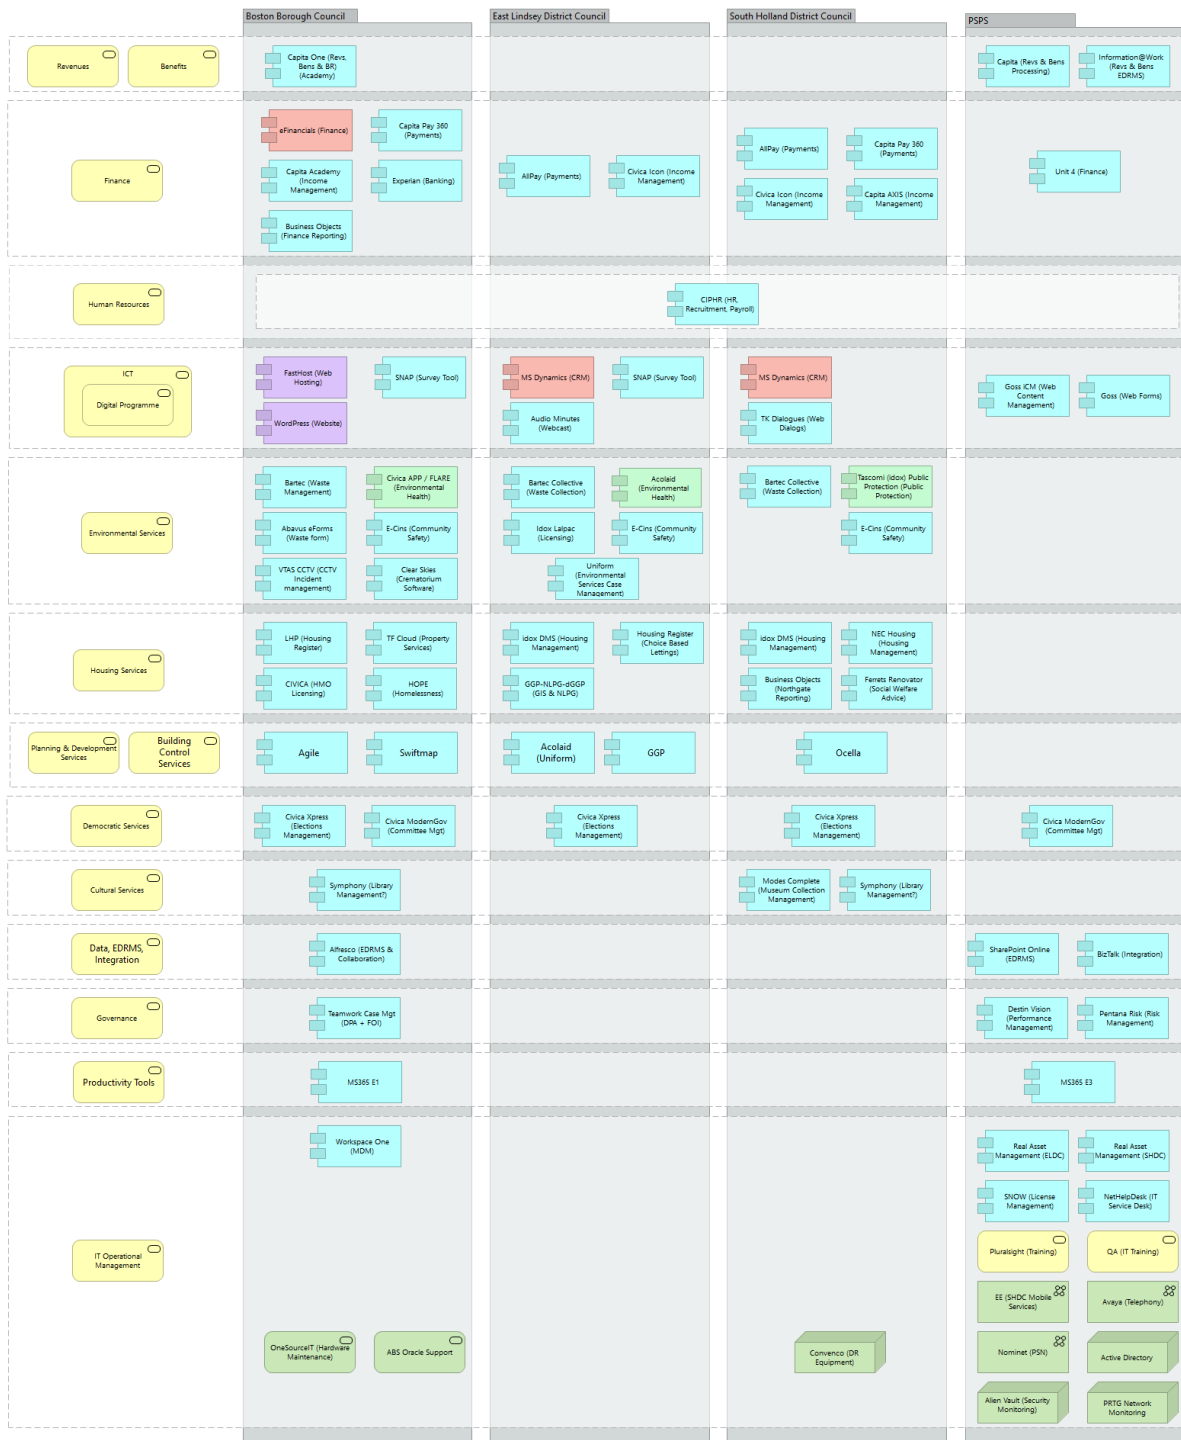 Boston Borough Council
East Lindsey District Council
South Holland District Council
PSPS
Revenues
Benefits
Capita One (Revs,
Bens & BR)
(Academy)
Capita (Revs & Bens
Processing)
Information@Work
(Revs & Bens
EDRMS)
Finance
eFinancials (Finance)
Capita Pay 360
(Payments)
Capita Academy
(Income
Management)
Experian (Banking)
Business Objects
(Finance Reporting)
AllPay (Payments)
Civica Icon (Income
Management)
AllPay (Payments)
Capita Pay 360
(Payments)
Civica Icon (Income
Management)
Capita AXIS (Income
Management)
Unit 4 (Finance)
Human Resources
CIPHR (HR,
Recruitment, Payroll)
ICT
Digital Programme
FastHost (Web
Hosting)
SNAP (Survey Tool)
WordPress (Website)
MS Dynamics (CRM)
SNAP (Survey Tool)
Audio Minutes
(Webcast)
MS Dynamics (CRM)
TK Dialogues (Web
Dialogs)
Goss iCM (Web
Content
Management)
Goss (Web Forms)
Environmental Services
Bartec (Waste
Management)
Civica APP / FLARE
(Environmental
Health)
Abavus eForms
(Waste form)
E-Cins (Community
Safety)
VTAS CCTV (CCTV
Incident
management)
Clear Skies
(Crematorium
Software)
Bartec Collective
(Waste Collection)
Acolaid
(Environmental
Health)
Idox Lalpac
(Licensing)
E-Cins (Community
Safety)
Uniform
(Environmental
Services Case
Management)
Bartec Collective
(Waste Collection)
Tascomi (idox) Public
Protection (Public
Protection)
E-Cins (Community
Safety)
Housing Services
LHP (Housing
Register)
TF Cloud (Property
Services)
CIVICA (HMO
Licensing)
HOPE
(Homelessness)
idox DMS (Housing
Management)
Housing Register
(Choice Based
Lettings)
GGP-NLPG-dGGP
(GIS & NLPG)
idox DMS (Housing
Management)
NEC Housing
(Housing
Management)
Business Objects
(Northgate
Reporting)
Ferrets Renovator
(Social Welfare
Advice)
Planning & Development
Services
Building
Control
Services
Agile
Swiftmap
Acolaid
(Uniform)
GGP
Ocella
Democratic Services
Civica Xpress
(Elections
Management)
Civica ModernGov
(Committee Mgt)
Civica Xpress
(Elections
Management)
Civica Xpress
(Elections
Management)
Civica ModernGov
(Committee Mgt)
Cultural Services
Symphony (Library
Management?)
Modes Complete
(Museum Collection
Management)
Symphony (Library
Management?)
Data, EDRMS,
Integration
Alfresco (EDRMS &
Collaboration)
SharePoint Online
(EDRMS)
BizTalk (Integration)
Governance
Teamwork Case Mgt
(DPA + FOI)
Destin Vision
(Performance
Management)
Pentana Risk (Risk
Management)
Productivity Tools
MS365 E1
MS365 E3
IT Operational
Management
Workspace One
(MDM)
Real Asset
Management (ELDC)
Real Asset
Management (SHDC)
SNOW (License
Management)
NetHelpDesk (IT
Service Desk)
Pluralsight (Training)
QA (IT Training)
EE (SHDC Mobile
Services)
Avaya (Telephony)
OneSourceIT (Hardware
Maintenance)
ABS Oracle Support
Convenco (DR
Equipment)
Nominet (PSN)
Active Directory
Alien Vault (Security
Monitoring)
PRTG Network
Monitoring